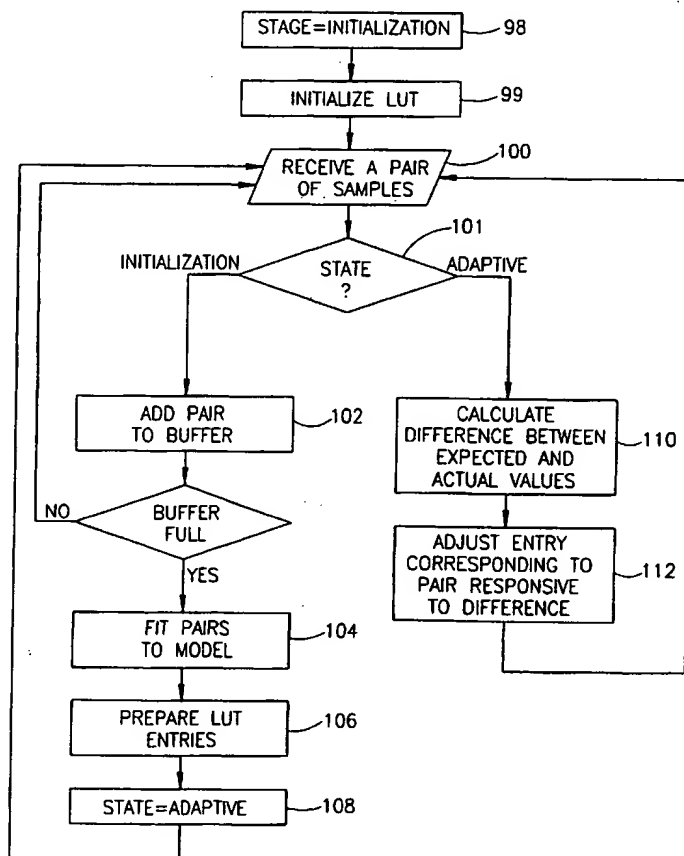 STAGE=INITIALIZATION
98
INITIALIZE LUT
99
RECEIVE A PAIR
OF SAMPLES
100
101
INITIALIZATION
STATE
?
ADAPTIVE
ADD PAIR
TO BUFFER
102
CALCULATE
DIFFERENCE BETWEEN
EXPECTED AND
ACTUAL VALUES
110
NO
BUFFER
FULL
YES
ADJUST ENTRY
CORRESPONDING TO
PAIR RESPONSIVE
TO DIFFERENCE
112
FIT PAIRS
TO MODEL
104
PREPARE LUT
ENTRIES
106
STATE=ADAPTIVE
108